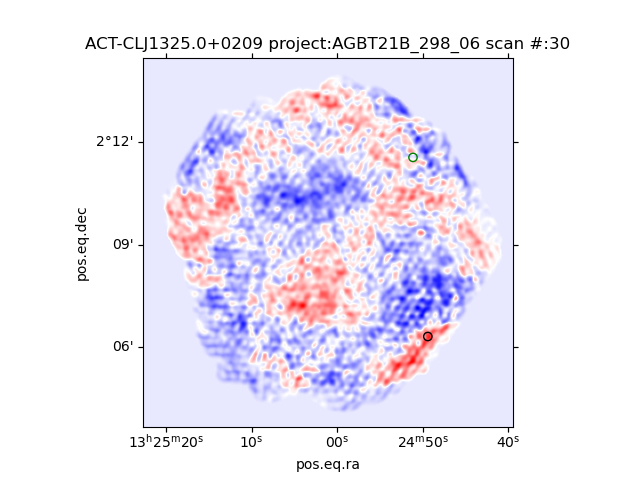 ACT-CLJ1325.0+0209 project:AGBT21B_298_06 scan #:30
2°12'
09'
06'
pos.eq.dec
13ʰ25ᵐ20ˢ 10ˢ 00ˢ 24ᵐ50ˢ 40ˢ
pos.eq.ra